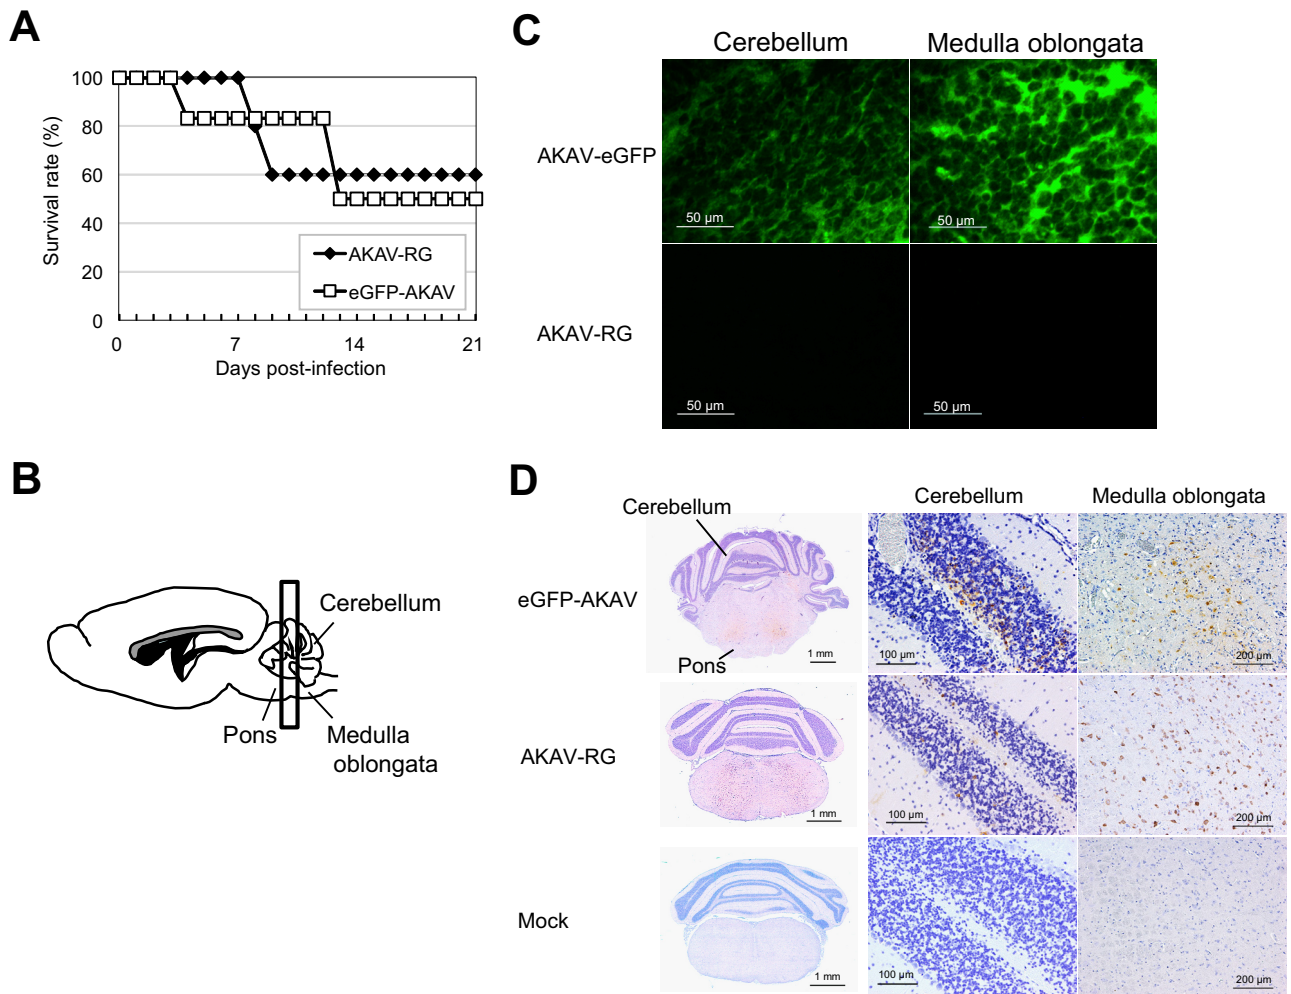 A
100
80
60
40
20
0
Survival rate (%)
AKAV-RG
eGFP-AKAV
0 7 14 21
Days post-infection
B
Cerebellum
Pons
Medulla
oblongata
C
Cerebellum Medulla oblongata
AKAV-eGFP
50 µm 50 µm
AKAV-RG
50 µm 50 µm
D
Cerebellum Medulla oblongata
Cerebellum
eGFP-AKAV
Pons
1 mm 100 µm 200 µm
AKAV-RG
1 mm 100 µm 200 µm
Mock
1 mm 100 µm 200 µm